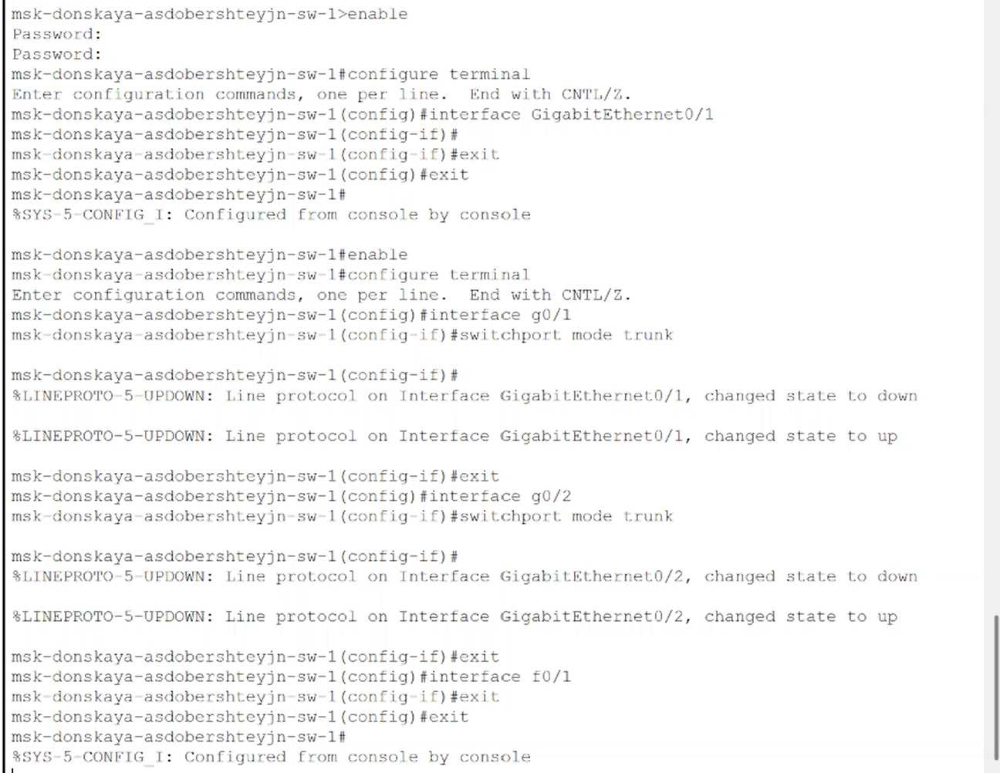 msk-donskaya-asdobershteyjn-sw-1>enable
Password:
Password:
msk-donskaya-asdobershteyjn-sw-1#configure terminal
Enter configuration commands, one per line.  End with CNTL/Z.
msk-donskaya-asdobershteyjn-sw-1(config)#interface GigabitEthernet0/1
msk-donskaya-asdobershteyjn-sw-1(config-if)#
msk-donskaya-asdobershteyjn-sw-1(config-if)#exit
msk-donskaya-asdobershteyjn-sw-1(config)#exit
msk-donskaya-asdobershteyjn-sw-1#
%SYS-5-CONFIG_I: Configured from console by console
msk-donskaya-asdobershteyjn-sw-1#enable
msk-donskaya-asdobershteyjn-sw-1#configure terminal
Enter configuration commands, one per line.  End with CNTL/Z.
msk-donskaya-asdobershteyjn-sw-1(config)#interface g0/1
msk-donskaya-asdobershteyjn-sw-1(config-if)#switchport mode trunk
msk-donskaya-asdobershteyjn-sw-1(config-if)#
%LINEPROTO-5-UPDOWN: Line protocol on Interface GigabitEthernet0/1, changed state to down
%LINEPROTO-5-UPDOWN: Line protocol on Interface GigabitEthernet0/1, changed state to up
msk-donskaya-asdobershteyjn-sw-1(config-if)#exit
msk-donskaya-asdobershteyjn-sw-1(config)#interface g0/2
msk-donskaya-asdobershteyjn-sw-1(config-if)#switchport mode trunk
msk-donskaya-asdobershteyjn-sw-1(config-if)#
%LINEPROTO-5-UPDOWN: Line protocol on Interface GigabitEthernet0/2, changed state to down
%LINEPROTO-5-UPDOWN: Line protocol on Interface GigabitEthernet0/2, changed state to up
msk-donskaya-asdobershteyjn-sw-1(config-if)#exit
msk-donskaya-asdobershteyjn-sw-1(config)#interface f0/1
msk-donskaya-asdobershteyjn-sw-1(config-if)#exit
msk-donskaya-asdobershteyjn-sw-1(config)#exit
msk-donskaya-asdobershteyjn-sw-1#
%SYS-5-CONFIG_I: Configured from console by console